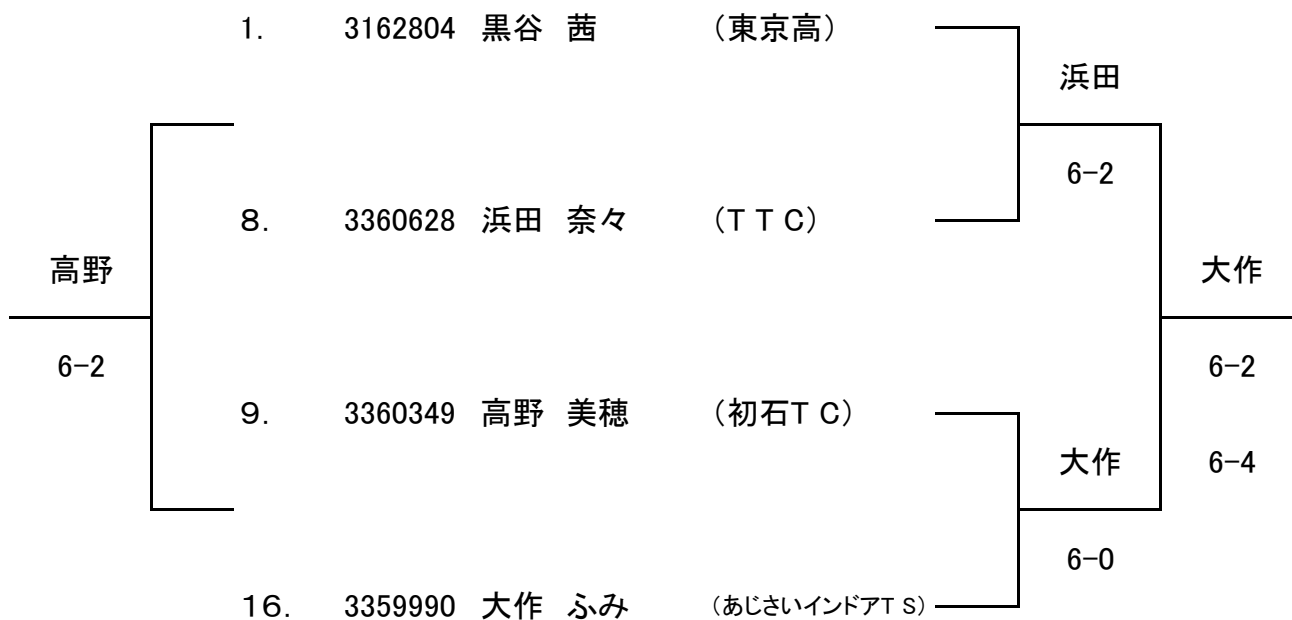 1. 3162804 黒谷 茜 (東京高)
浜田
6-2
8. 3360628 浜田 奈々 (TTC)
高野
大作
6-2
6-2
9. 3360349 高野 美穂 (初石TC)
大作
6-4
6-0
16. 3359990 大作 ふみ (あじさいインドアTS)